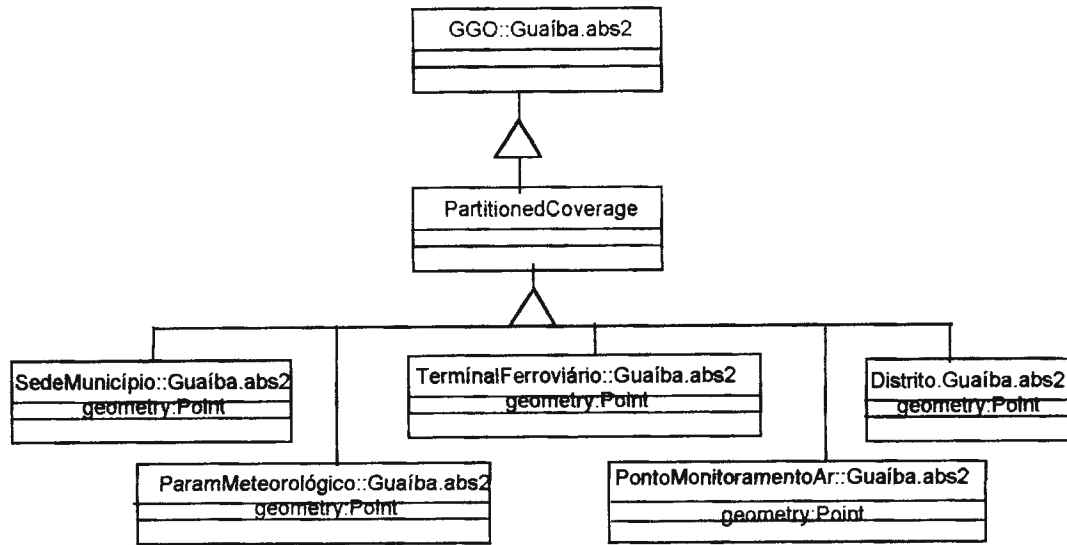 GGO::Guaíba.abs2
PartitionedCoverage
SedeMunicípio::Guaíba.abs2
geometry:Point
TermínalFerroviário::Guaíba.abs2
geometry:Point
Distrito.Guaíba.abs2
geometry:Point
ParamMeteorológico::Guaíba.abs2
geometry:Point
PontoMonitoramentoAr::Guaíba.abs2
geometry:Point